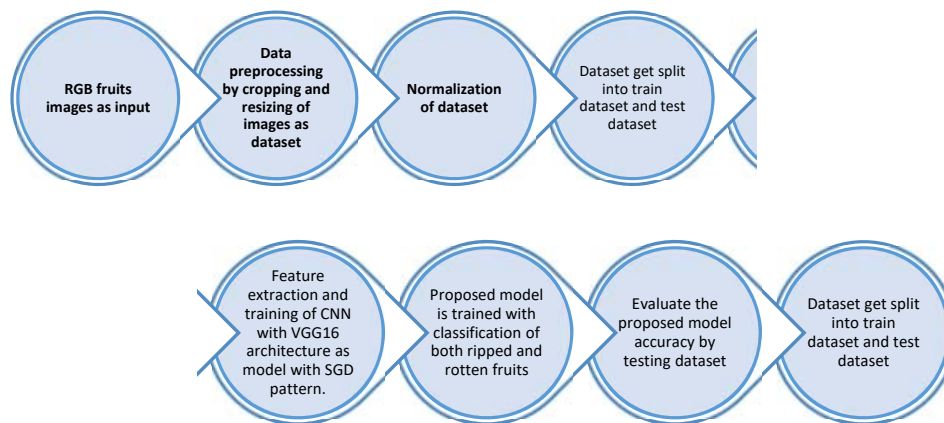 RGB fruits
images as input
Data
preprocessing
by cropping and
resizing of
images as
dataset
Normalization
of dataset
Dataset get split
into train
dataset and test
dataset
Feature
extraction and
training of CNN
with VGG16
architecture as
model with SGD
pattern.
Proposed model
is trained with
classification of
both ripped and
rotten fruits
Evaluate the
proposed model
accuracy by
testing dataset
Dataset get split
into train
dataset and test
dataset